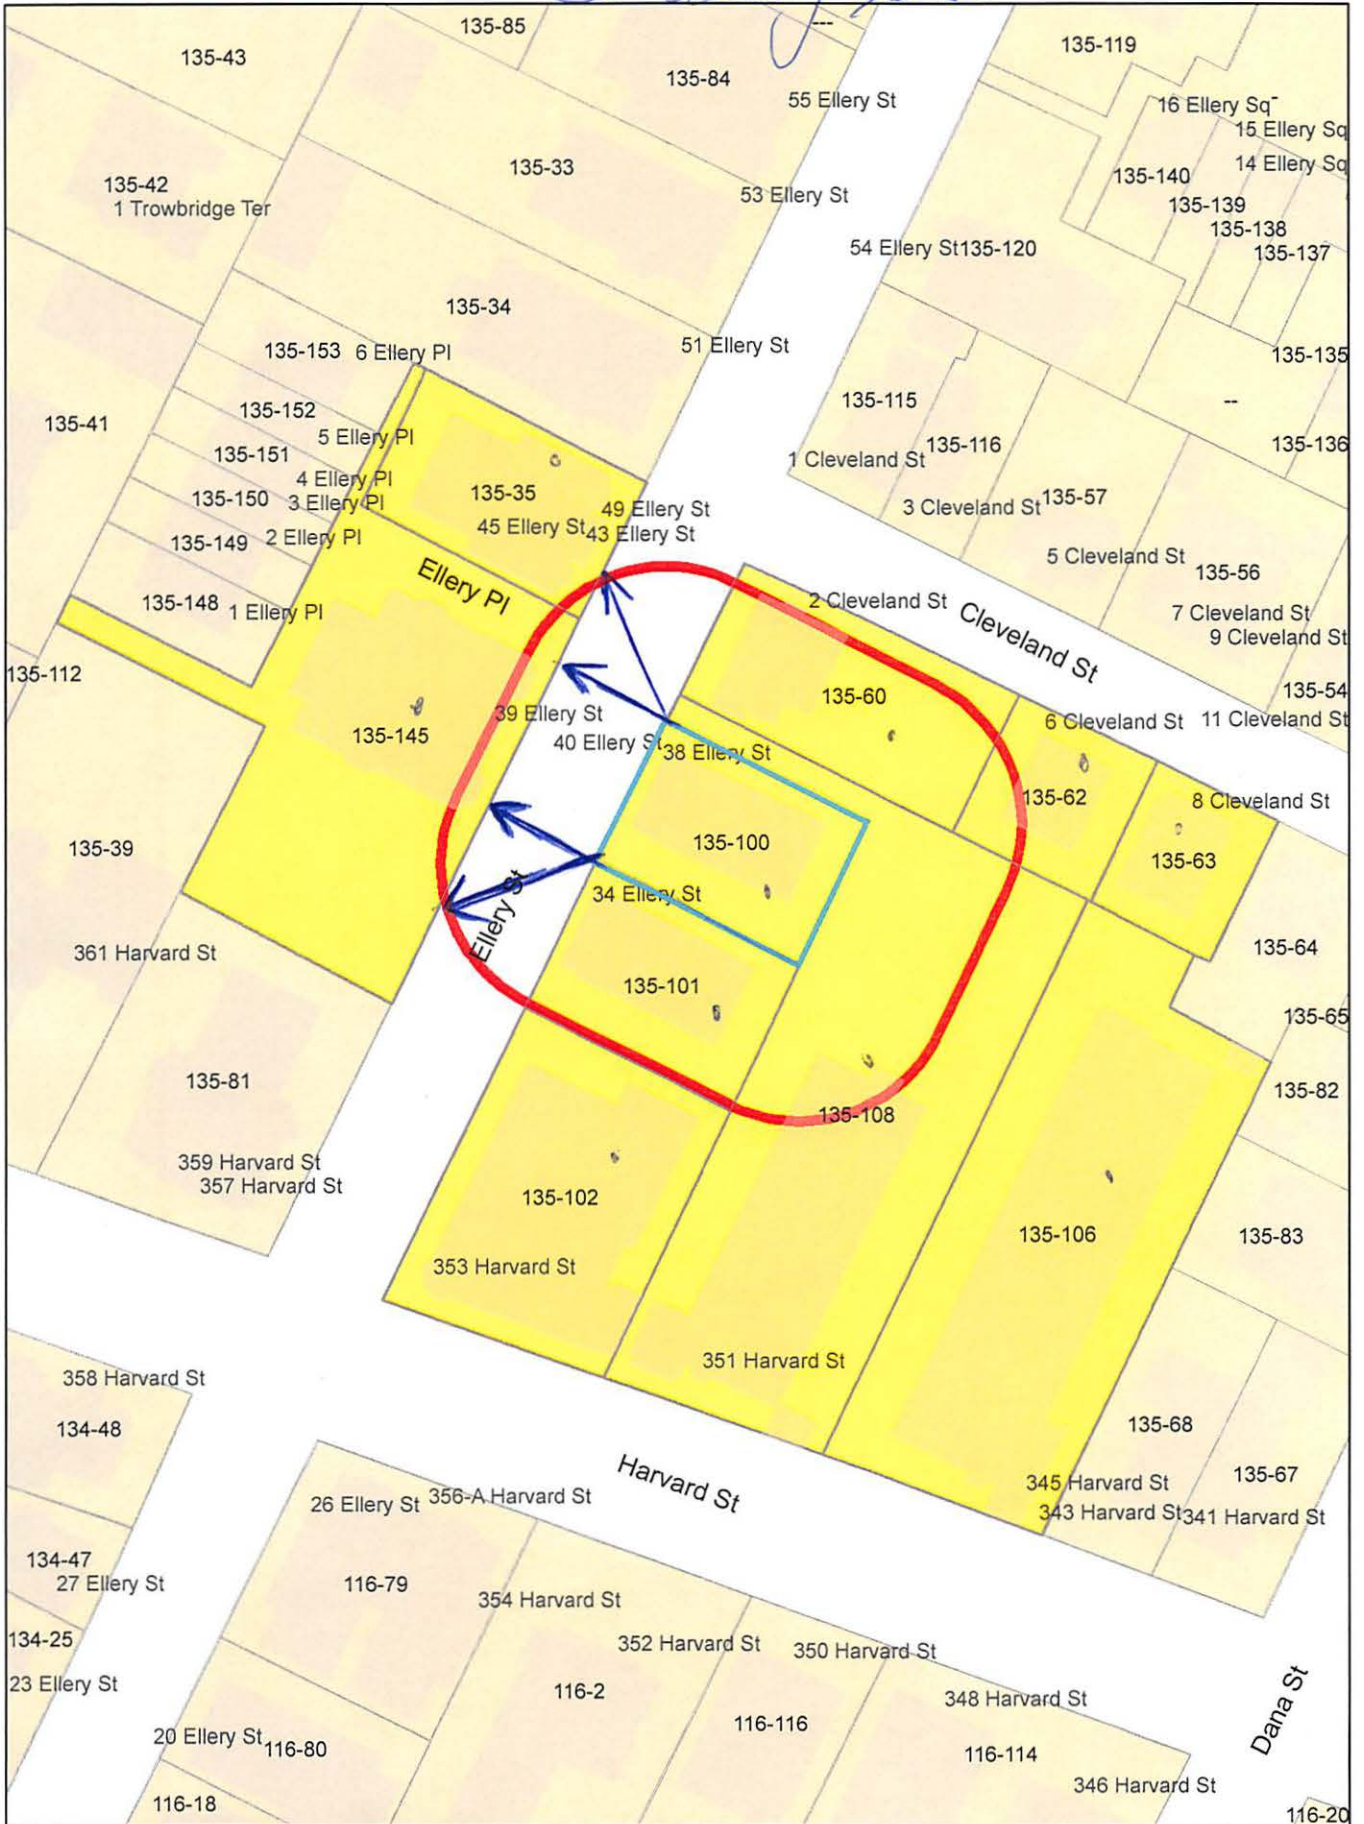 135-85
---
135-43
135-119
135-84
55 Ellery St
16 Ellery Sq
15 Ellery Sq
14 Ellery Sq
135-33
135-140
135-42
1 Trowbridge Ter
53 Ellery St
135-139
135-138
54 Ellery St
135-120
135-137
135-34
51 Ellery St
135-153
6 Ellery Pl
135-135
135-152
135-115
--
135-41
5 Ellery Pl
135-116
135-136
135-151
1 Cleveland St
4 Ellery Pl
135-35
135-150
3 Ellery Pl
135-57
49 Ellery St
3 Cleveland St
45 Ellery St
43 Ellery St
135-149
2 Ellery Pl
5 Cleveland St
Ellery Pl
135-56
135-148
1 Ellery Pl
2 Cleveland St
Cleveland St
7 Cleveland St
9 Cleveland St
135-112
135-60
135-54
39 Ellery St
6 Cleveland St
11 Cleveland St
135-145
40 Ellery St
38 Ellery St
135-62
8 Cleveland St
135-39
135-100
135-63
34 Ellery St
Ellery St
361 Harvard St
135-64
135-101
135-65
135-81
135-82
135-108
359 Harvard St
357 Harvard St
135-102
135-106
135-83
353 Harvard St
351 Harvard St
358 Harvard St
134-48
135-68
Harvard St
135-67
345 Harvard St
26 Ellery St
356-A Harvard St
343 Harvard St
341 Harvard St
134-47
27 Ellery St
116-79
354 Harvard St
134-25
352 Harvard St
350 Harvard St
23 Ellery St
116-2
348 Harvard St
116-116
Dana St
20 Ellery St
116-80
116-114
346 Harvard St
116-18
116-20